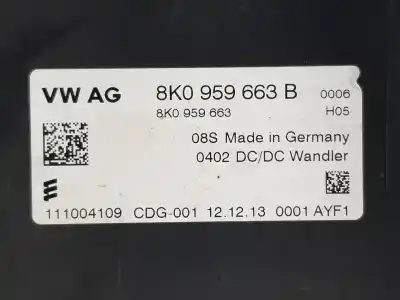 VW AG 8K0 959 663 B 0006
8K0 959 663 H05
08S Made in Germany
0402 DC/DC Wandler
111004109 CDG-001 12.12.13 0001 AYF1